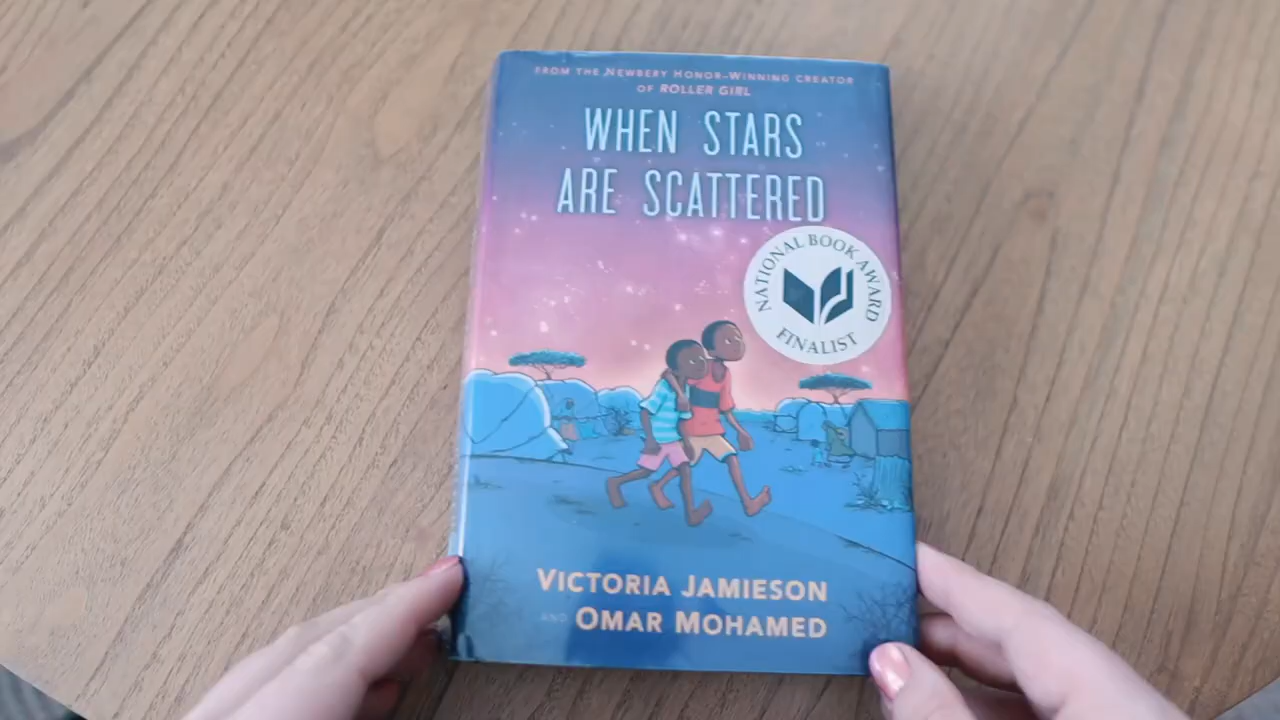 FROM THE NEWBERY HONOR-WINNING CREATOR
OF ROLLER GIRL
WHEN STARS
ARE SCATTERED
NATIONAL BOOK AWARD
FINALIST
VICTORIA JAMIESON
AND OMAR MOHAMED